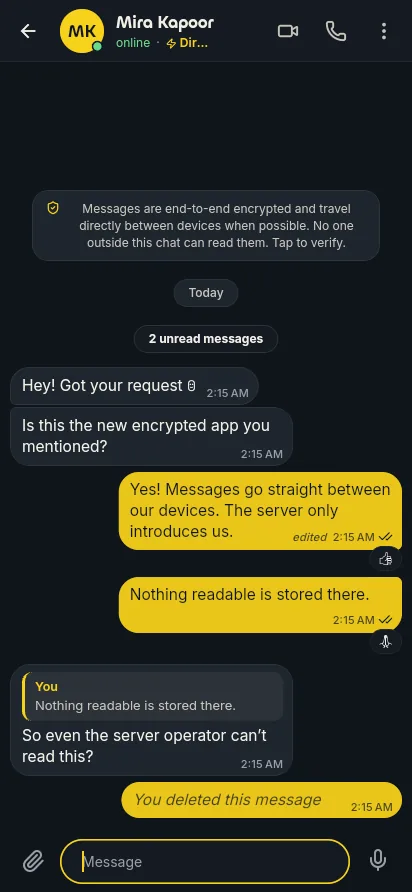 MK
Mira Kapoor
online · Dir...
Messages are end-to-end encrypted and travel
directly between devices when possible. No one
outside this chat can read them. Tap to verify.
Today
2 unread messages
Hey! Got your request
2:15 AM
Is this the new encrypted app you
mentioned?
2:15 AM
Yes! Messages go straight between
our devices. The server only
introduces us.
edited 2:15 AM
Nothing readable is stored there.
2:15 AM
You
Nothing readable is stored there.
So even the server operator can’t
read this?
2:15 AM
You deleted this message
2:15 AM
Message